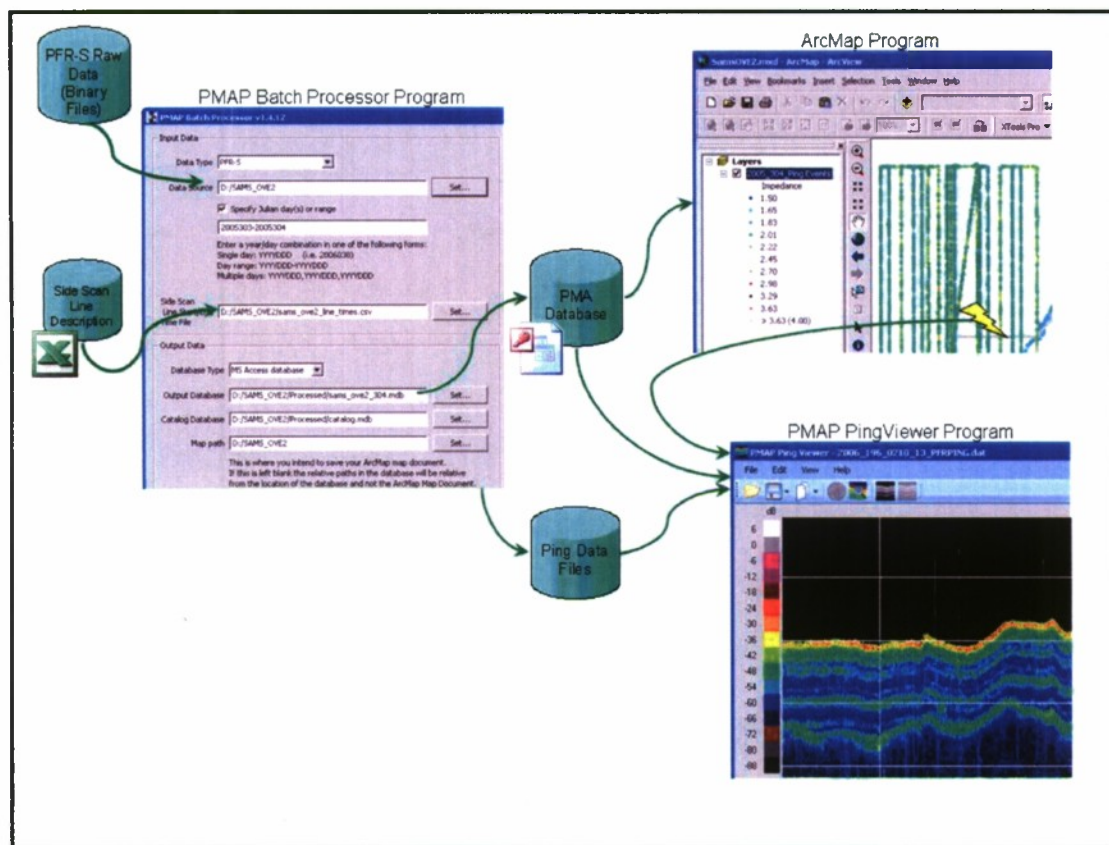 PFR-S Raw
Data
(Binary
Files)
PMAP Batch Processor Program
PMAP Batch Processor v1.4.12
Input Data
Data Type PFR-S
Data Source D:/SAMS_OVE2 Set...
Specify Julian day(s) or range
2005303-2005304
Enter a year/day combination in one of the following forms:
Single day: YYYYDDD (i.e. 2006038)
Day range: YYYYDDD-YYYYDDD
Multiple days: YYYYDDD,YYYYDDD,YYYYDDD
Side Scan
Line
Description
Side Scan
Line
Time File D:/SAMS_OVE2/sams_ove2_line_times.csv Set...
Output Data
Database Type MS Access database
Output Database D:/SAMS_OVE2/Processed/sams_ove2_304.mdb Set...
Catalog Database D:/SAMS_OVE2/Processed/catalog.mdb Set...
Map path D:/SAMS_OVE2 Set...
This is where you intend to save your ArcMap map document.
If this is left blank the relative paths in the database will be relative
from the location of the database and not the ArcMap Map Document.
PMA
Database
Ping Data
Files
ArcMap Program
SamsOVE2.mxd - ArcMap - ArcView
File Edit View Bookmarks Insert Selection Tools Window Help
100%
XTools Pro
Layers
2005_304_Ping Events
Impedance
1.50
1.65
1.83
2.01
2.22
2.45
2.70
2.98
3.29
3.63
> 3.63 (4.00)
PMAP PingViewer Program
PMAP Ping Viewer - 2006_196_0210_13_PFRPING.dat
File Edit View Help
dB
6
0
-6
-12
-18
-24
-30
-36
-42
-48
-54
-60
-66
-72
-80
-88